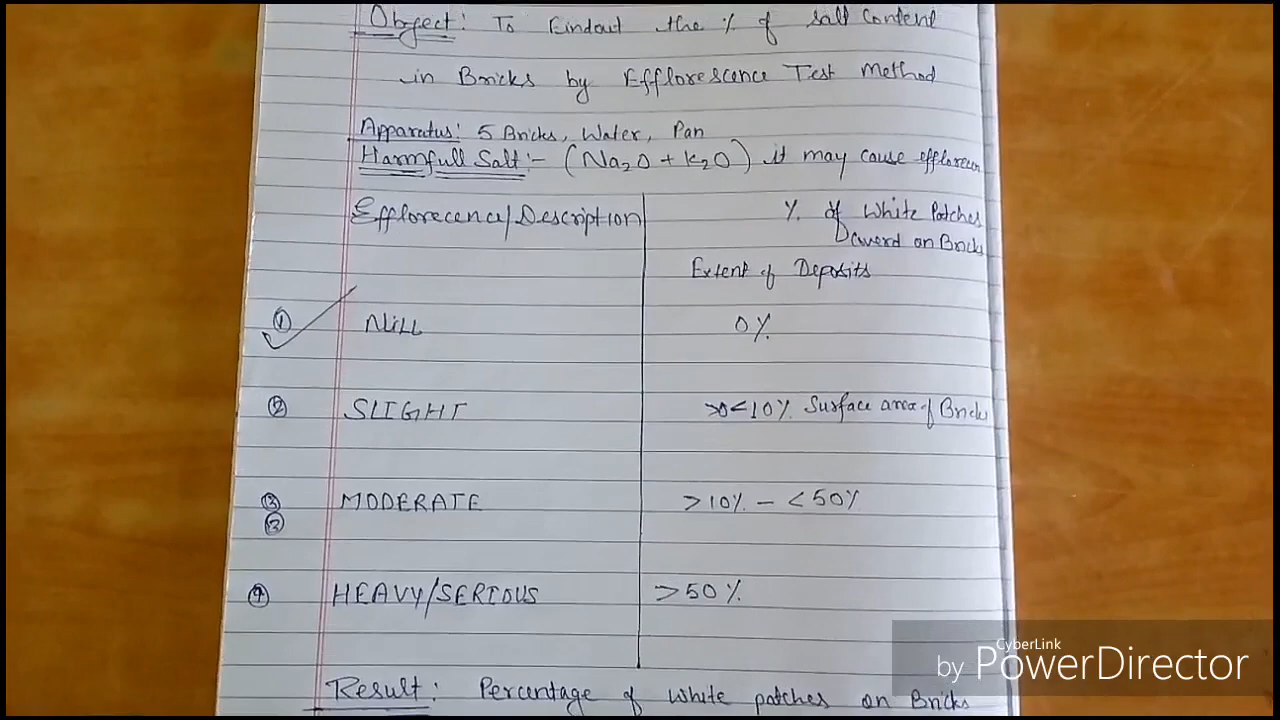 Object: To Findout the % of salt content
in Bricks by Efflorescence Test Method
Apparatus: 5 Bricks, Water, Pan
Harmfull Salt:- (Na2O + K2O) it may cause
Efflorecence/Description
% of White Patches
on Bricks
Extent of Deposits
① Nill 0%
② SLIGHT >0<10% Surface area of Bricks
③ MODERATE >10% - <50%
②
④ HEAVY/SERIOUS >50%
Result: Percentage of White patches on Bricks
CyberLink
by PowerDirector